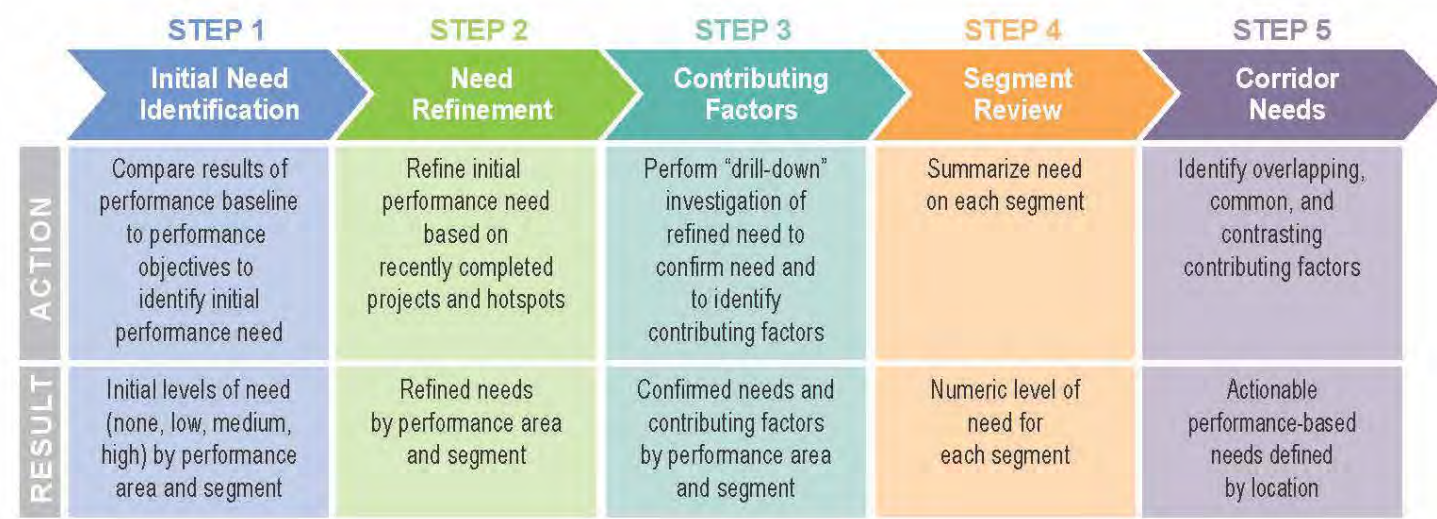 STEP 1
STEP 2
STEP 3
STEP 4
STEP 5
Initial Need
Identification
Need
Refinement
Contributing
Factors
Segment
Review
Corridor
Needs
ACTION
Compare results of
performance baseline
to performance
objectives to
identify initial
performance need
Refine initial
performance need
based on
recently completed
projects and hotspots
Perform “drill-down”
investigation of
refined need to
confirm need and
to identify
contributing factors
Summarize need
on each segment
Identify overlapping,
common, and
contrasting
contributing factors
RESULT
Initial levels of need
(none, low, medium,
high) by performance
area and segment
Refined needs
by performance area
and segment
Confirmed needs and
contributing factors
by performance area
and segment
Numeric level of
need for
each segment
Actionable
performance-based
needs defined
by location